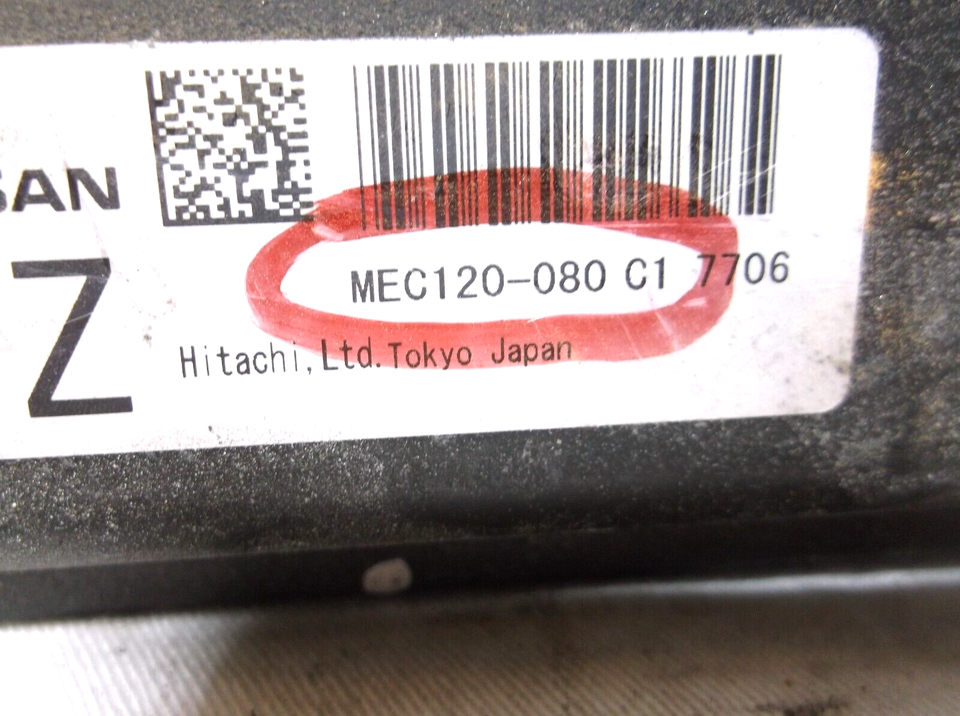 SAN
Z
MEC120-080 C1 7706
Hitachi, Ltd. Tokyo Japan